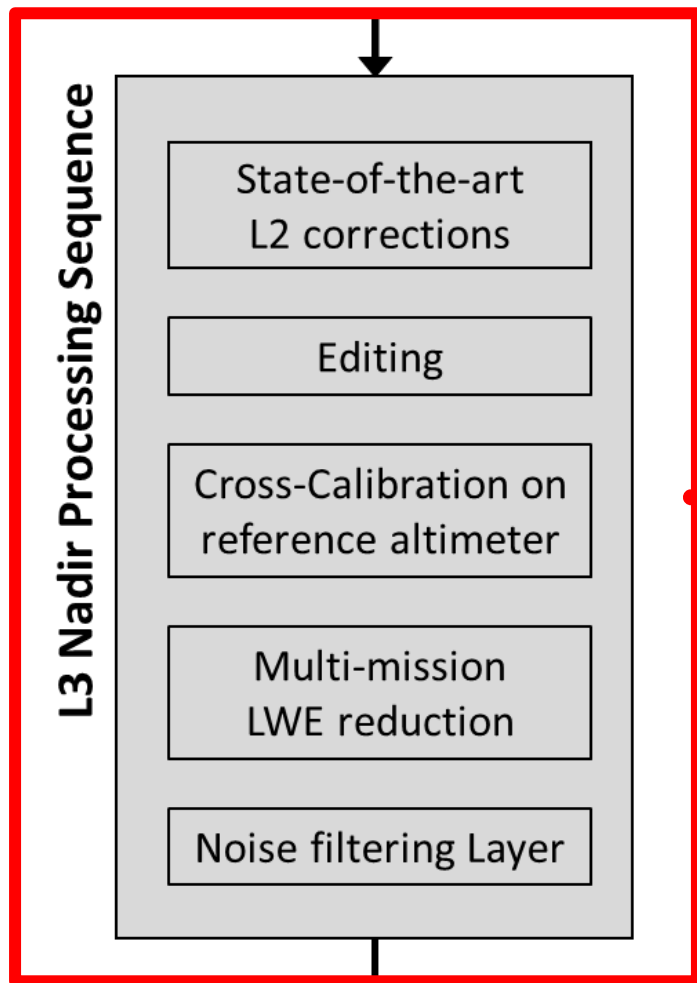 L3 Nadir Processing Sequence
State-of-the-art
L2 corrections
Editing
Cross-Calibration on
reference altimeter
Multi-mission
LWE reduction
Noise filtering Layer